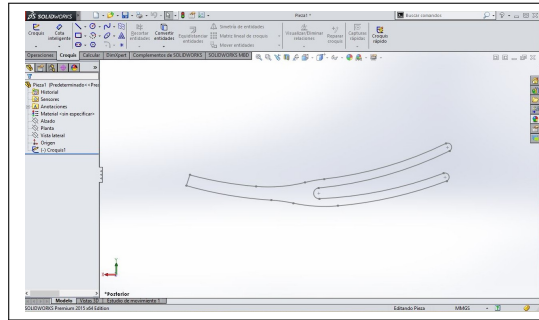 SOLIDWORKS
Pieza1 *
Buscar comandos
Croquis
Cota inteligente
Recortar entidades
Convertir entidades
Equidistanciar entidades
Simetría de entidades
Matriz lineal de croquis
Mover entidades
Visualizar/Eliminar relaciones
Reparar croquis
Capturas rápidas
Croquis rápido
Operaciones
Croquis
Calcular
DimXpert
Complementos de SOLIDWORKS
SOLIDWORKS MBD
Pieza1 (Predeterminado<<Pre
Historial
Sensores
Anotaciones
Material <sin especificar>
Alzado
Planta
Vista lateral
Origen
(-) Croquis1
Y
*Posterior
Modelo
Vistas 3D
Estudio de movimiento 1
SOLIDWORKS Premium 2015 x64 Edition
Editando Pieza
MMGS